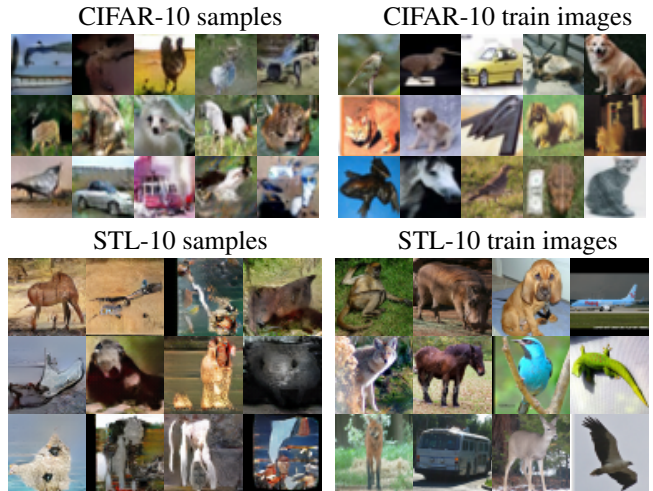 CIFAR-10 samples
CIFAR-10 train images
STL-10 samples
STL-10 train images